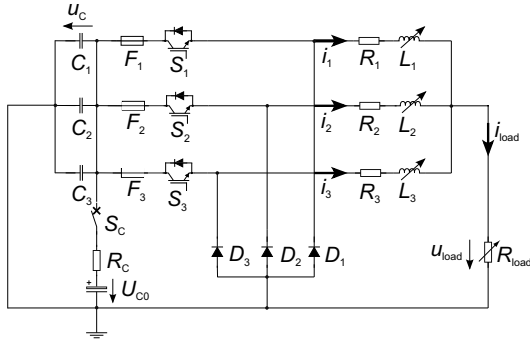 u_C
C_1 F_1 S_1 i_1 R_1 L_1
C_2 F_2 S_2 i_2 R_2 L_2
i_load
C_3 F_3 S_3 i_3 R_3 L_3
S_C
D_3 D_2 D_1
R_C
u_load R_load
+ U_C0